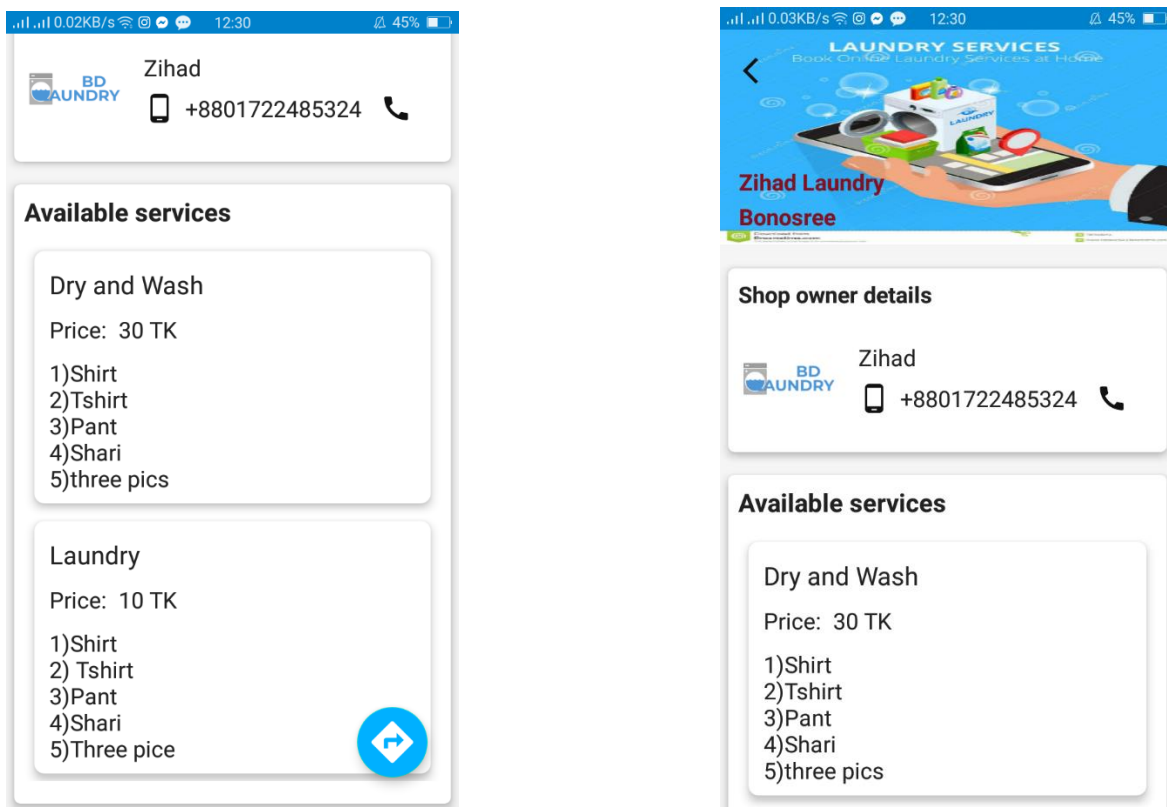 0.02KB/s 12:30 45%
BD
LAUNDRY
Zihad
+8801722485324
Available services
Dry and Wash
Price: 30 TK
1)Shirt
2)Tshirt
3)Pant
4)Shari
5)three pics
Laundry
Price: 10 TK
1)Shirt
2) Tshirt
3)Pant
4)Shari
5)Three pice
0.03KB/s 12:30 45%
LAUNDRY SERVICES
Book Online Laundry Services at Home
LAUNDRY
Zihad Laundry
Bonosree
Shop owner details
BD
LAUNDRY
Zihad
+8801722485324
Available services
Dry and Wash
Price: 30 TK
1)Shirt
2)Tshirt
3)Pant
4)Shari
5)three pics